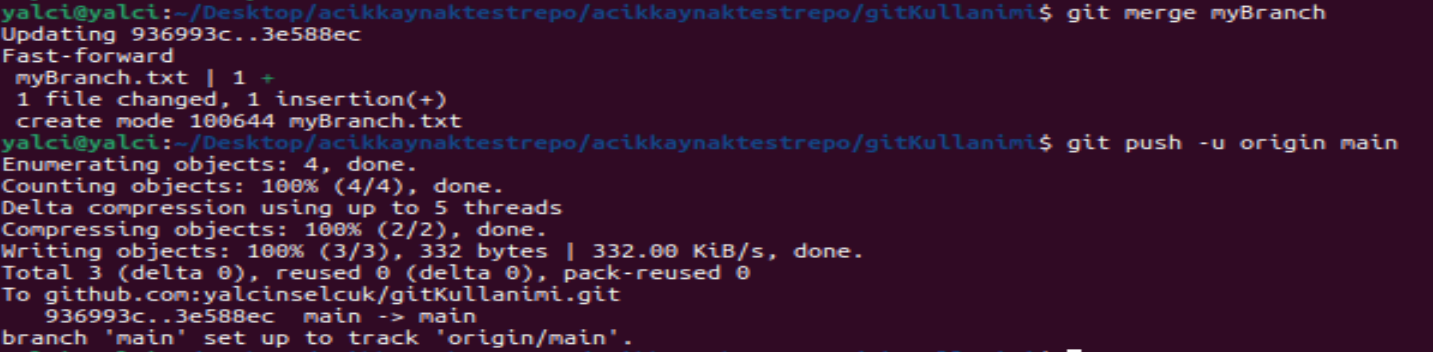 yalci@yalci:~/Desktop/acikkaynaktestrepo/acikkaynaktestrepo/gitKullanimi$ git merge myBranch
Updating 936993c..3e588ec
Fast-forward
 myBranch.txt | 1 +
 1 file changed, 1 insertion(+)
 create mode 100644 myBranch.txt
yalci@yalci:~/Desktop/acikkaynaktestrepo/acikkaynaktestrepo/gitKullanimi$ git push -u origin main
Enumerating objects: 4, done.
Counting objects: 100% (4/4), done.
Delta compression using up to 5 threads
Compressing objects: 100% (2/2), done.
Writing objects: 100% (3/3), 332 bytes | 332.00 KiB/s, done.
Total 3 (delta 0), reused 0 (delta 0), pack-reused 0
To github.com:yalcinselcuk/gitKullanimi.git
   936993c..3e588ec  main -> main
branch 'main' set up to track 'origin/main'.